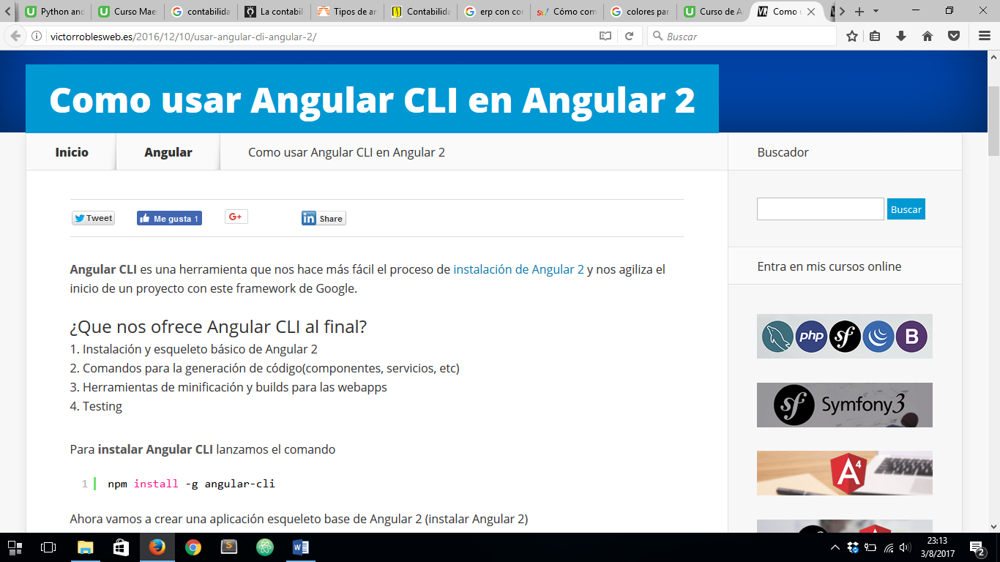 Python and
Curso Maes
contabilida
La contabil
Tipos de ar
Contabilida
erp con con
Cómo com
colores par
Curso de A
Como u
victorroblesweb.es/2016/12/10/usar-angular-cli-angular-2/
Buscar
Como usar Angular CLI en Angular 2
Inicio
Angular
Como usar Angular CLI en Angular 2
Buscador
Tweet
Me gusta 1
G+
in Share
Buscar
Angular CLI es una herramienta que nos hace más fácil el proceso de instalación de Angular 2 y nos agiliza el
inicio de un proyecto con este framework de Google.
Entra en mis cursos online
¿Que nos ofrece Angular CLI al final?
1. Instalación y esqueleto básico de Angular 2
2. Comandos para la generación de código(componentes, servicios, etc)
3. Herramientas de minificación y builds para las webapps
4. Testing
php sf B
sf Symfony3
A4
Para instalar Angular CLI lanzamos el comando
1 npm install -g angular-cli
Ahora vamos a crear una aplicación esqueleto base de Angular 2 (instalar Angular 2)
23:13
3/8/2017
2